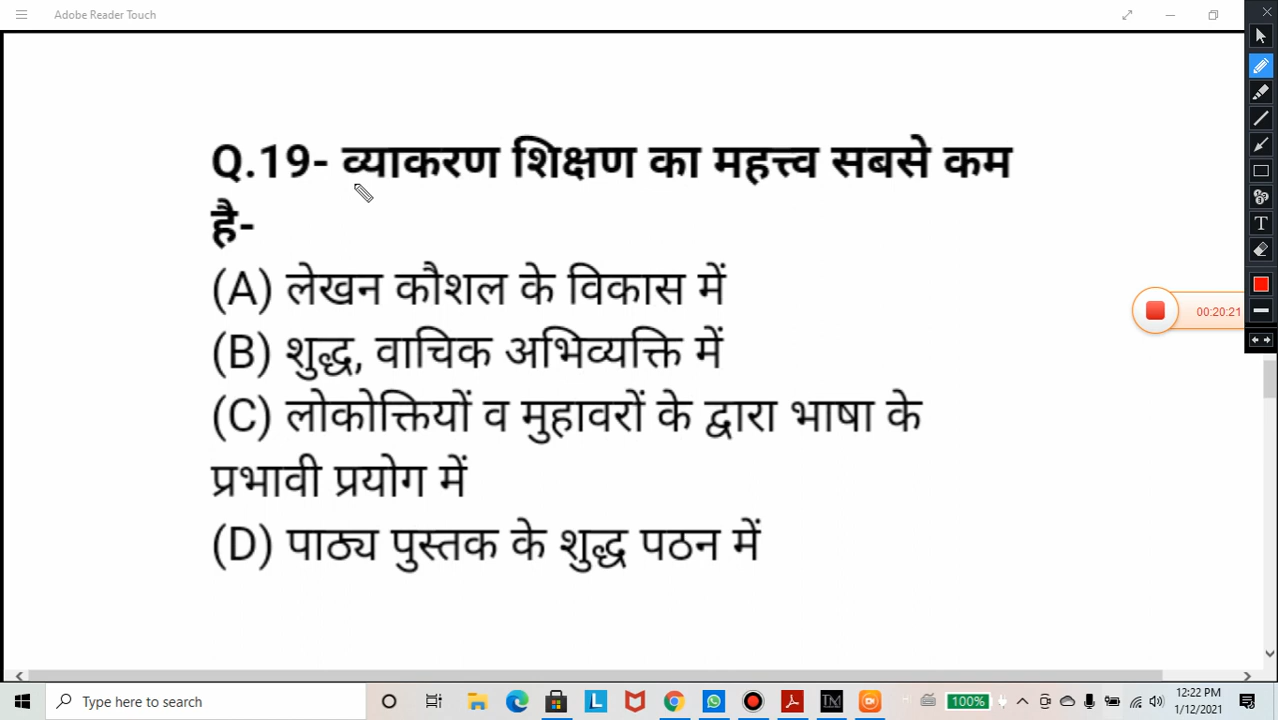 Adobe Reader Touch
Q.19- व्याकरण शिक्षण का महत्त्व सबसे कम
है-
(A) लेखन कौशल के विकास में
(B) शुद्ध, वाचिक अभिव्यक्ति में
(C) लोकोक्तियों व मुहावरों के द्वारा भाषा के
प्रभावी प्रयोग में
(D) पाठ्य पुस्तक के शुद्ध पठन में
00:20:21
Type here to search
100%
12:22 PM
1/12/2021